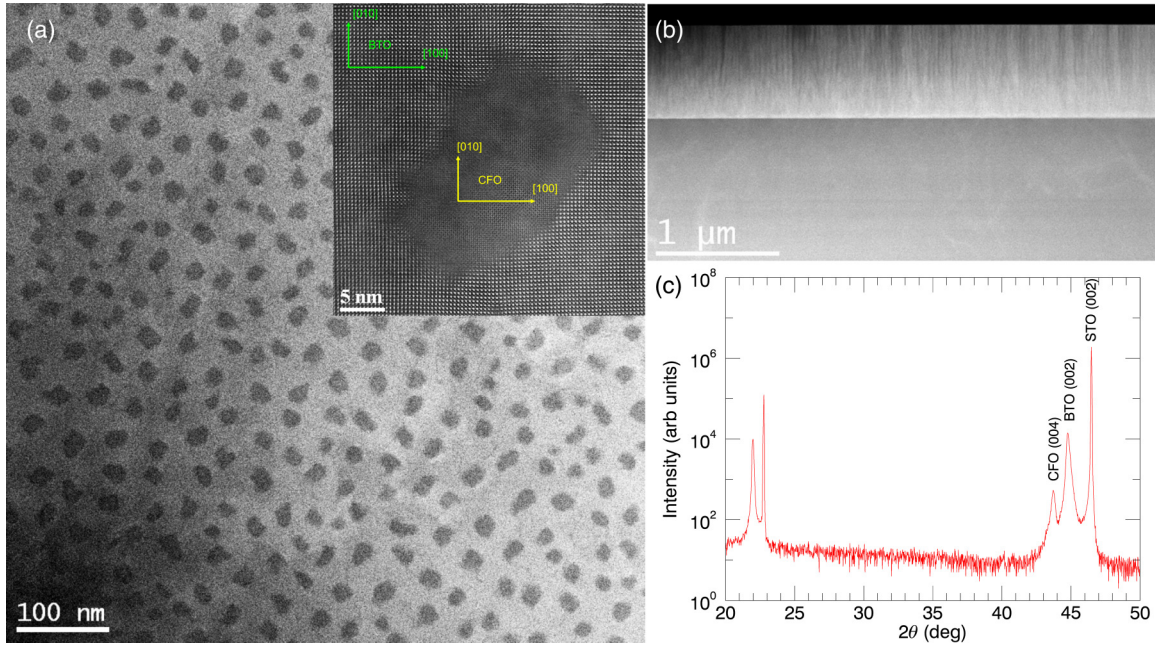 (a)
[010]
BTO
[100]
[010]
CFO
[100]
5 nm
100 nm
(b)
1 μm
(c)
10⁸
10⁶
10⁴
10²
10⁰
Intensity (arb units)
CFO (004)
BTO (002)
STO (002)
20 25 30 35 40 45 50
2θ (deg)